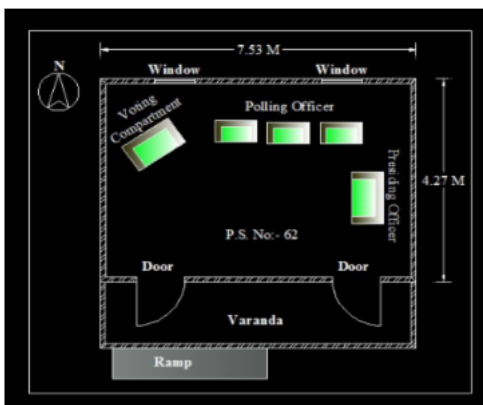 7.53 M
N
Window
Window
Voting
Compartment
Polling Officer
Presiding Officer
4.27 M
P.S. No:- 62
Door
Door
Varanda
Ramp